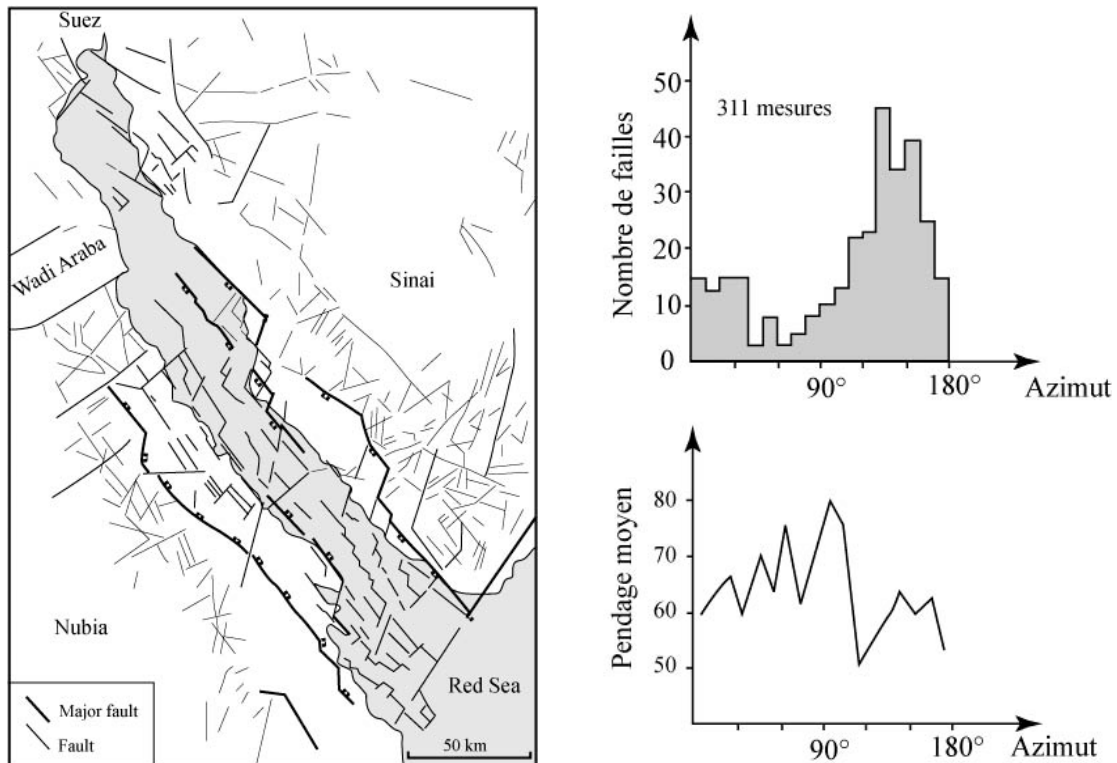 Suez
Wadi Araba
Sinai
Nubia
Red Sea
Major fault
Fault
50 km
Nombre de failles
50
40
30
20
10
0
311 mesures
90°
180°
Azimut
Pendage moyen
80
70
60
50
90°
180°
Azimut